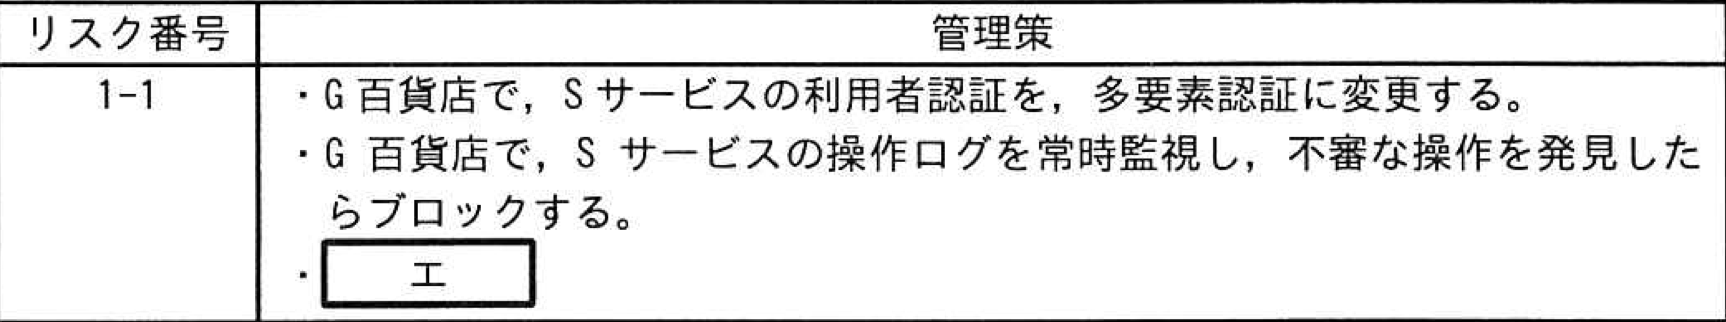 リスク番号 管理策
1-1 ・G 百貨店で，S サービスの利用者認証を，多要素認証に変更する。
・G 百貨店で，S サービスの操作ログを常時監視し，不審な操作を発見した
らブロックする。
・エ